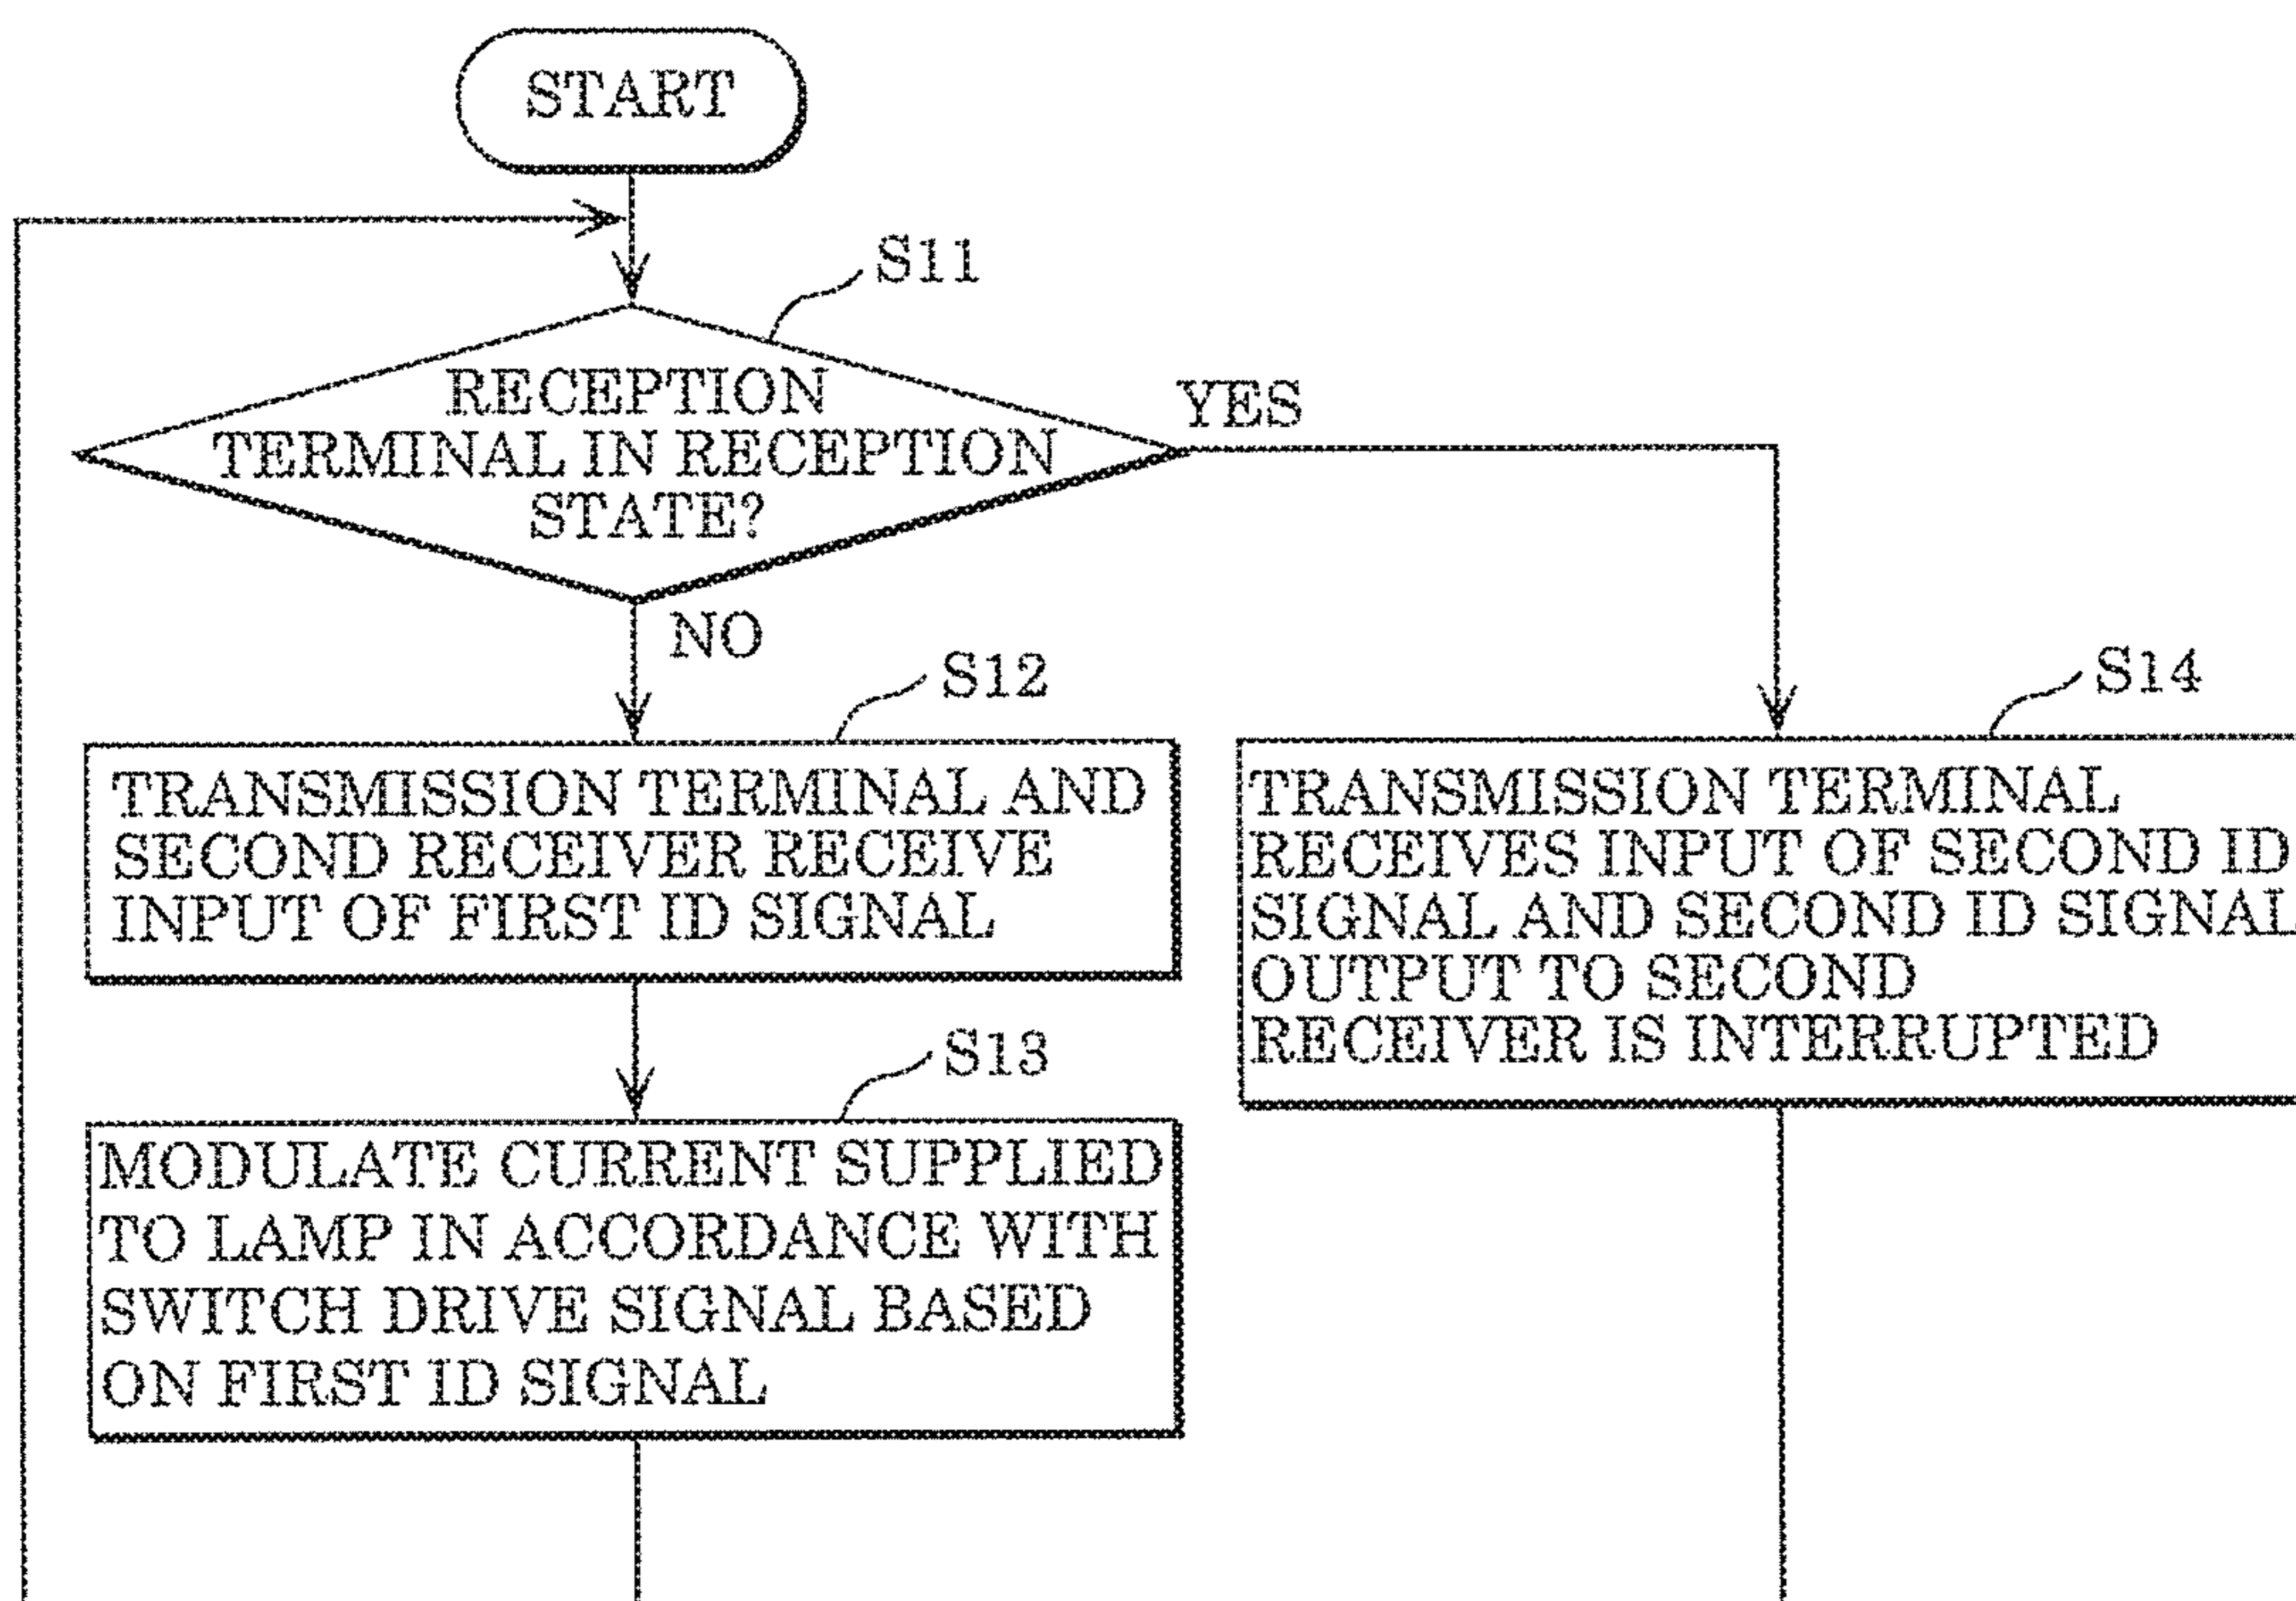 START
S11
RECEPTION
TERMINAL IN RECEPTION
STATE?
YES
NO
S12
TRANSMISSION TERMINAL AND
SECOND RECEIVER RECEIVE
INPUT OF FIRST ID SIGNAL
S13
MODULATE CURRENT SUPPLIED
TO LAMP IN ACCORDANCE WITH
SWITCH DRIVE SIGNAL BASED
ON FIRST ID SIGNAL
S14
TRANSMISSION TERMINAL
RECEIVES INPUT OF SECOND ID
SIGNAL AND SECOND ID SIGNAL
OUTPUT TO SECOND
RECEIVER IS INTERRUPTED